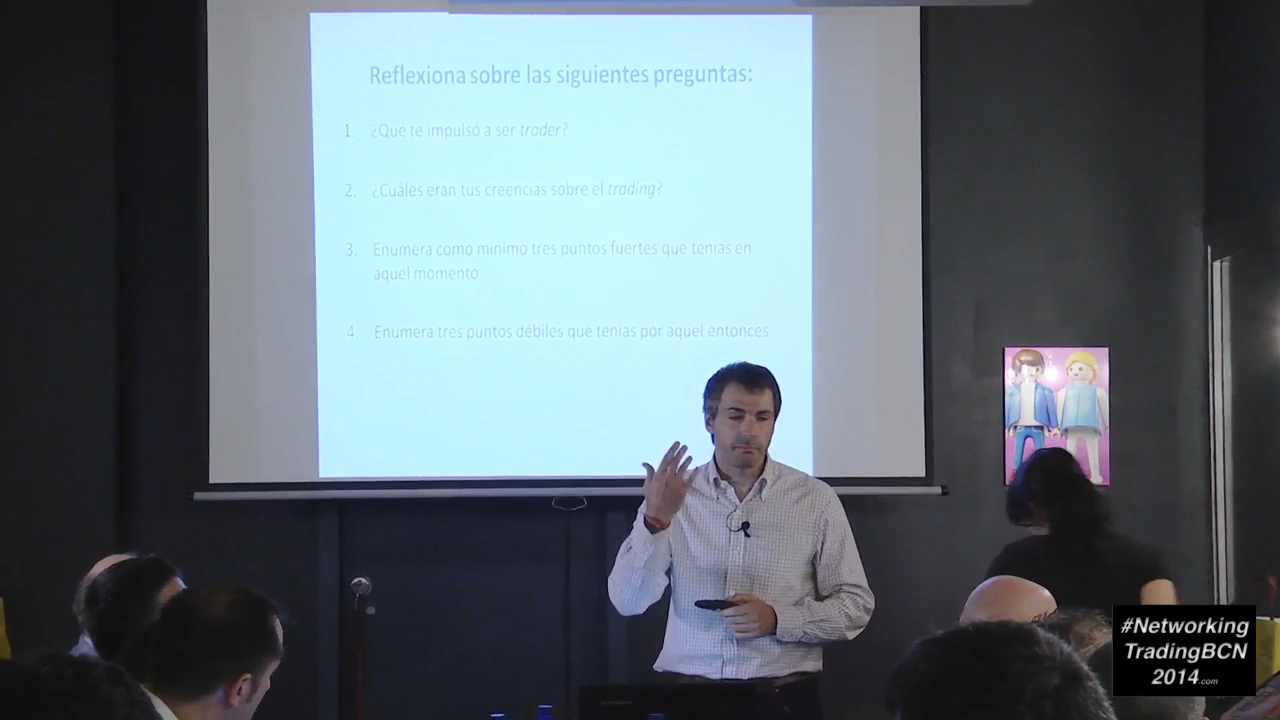 Reflexiona sobre las siguientes preguntas:
1. ¿Qué te impulsó a ser trader?
2. ¿Cuáles eran tus creencias sobre el trading?
3. Enumera como mínimo tres puntos fuertes que tenías en
aquel momento
4. Enumera tres puntos débiles que tenías por aquel entonces
#Networking
TradingBCN
2014.com